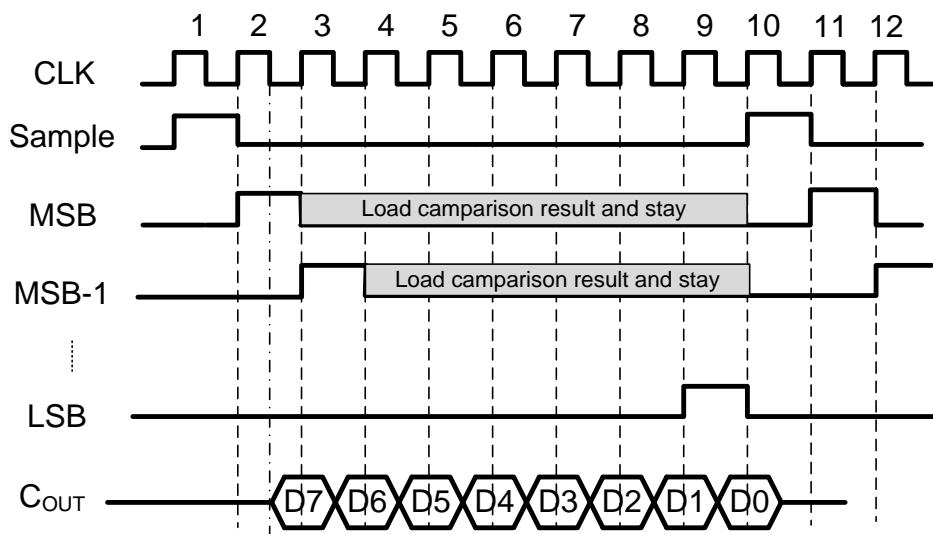 1 2 3 4 5 6 7 8 9 10 11 12
CLK
Sample
MSB
Load camparison result and stay
MSB-1
Load camparison result and stay
LSB
COUT
D7 D6 D5 D4 D3 D2 D1 D0